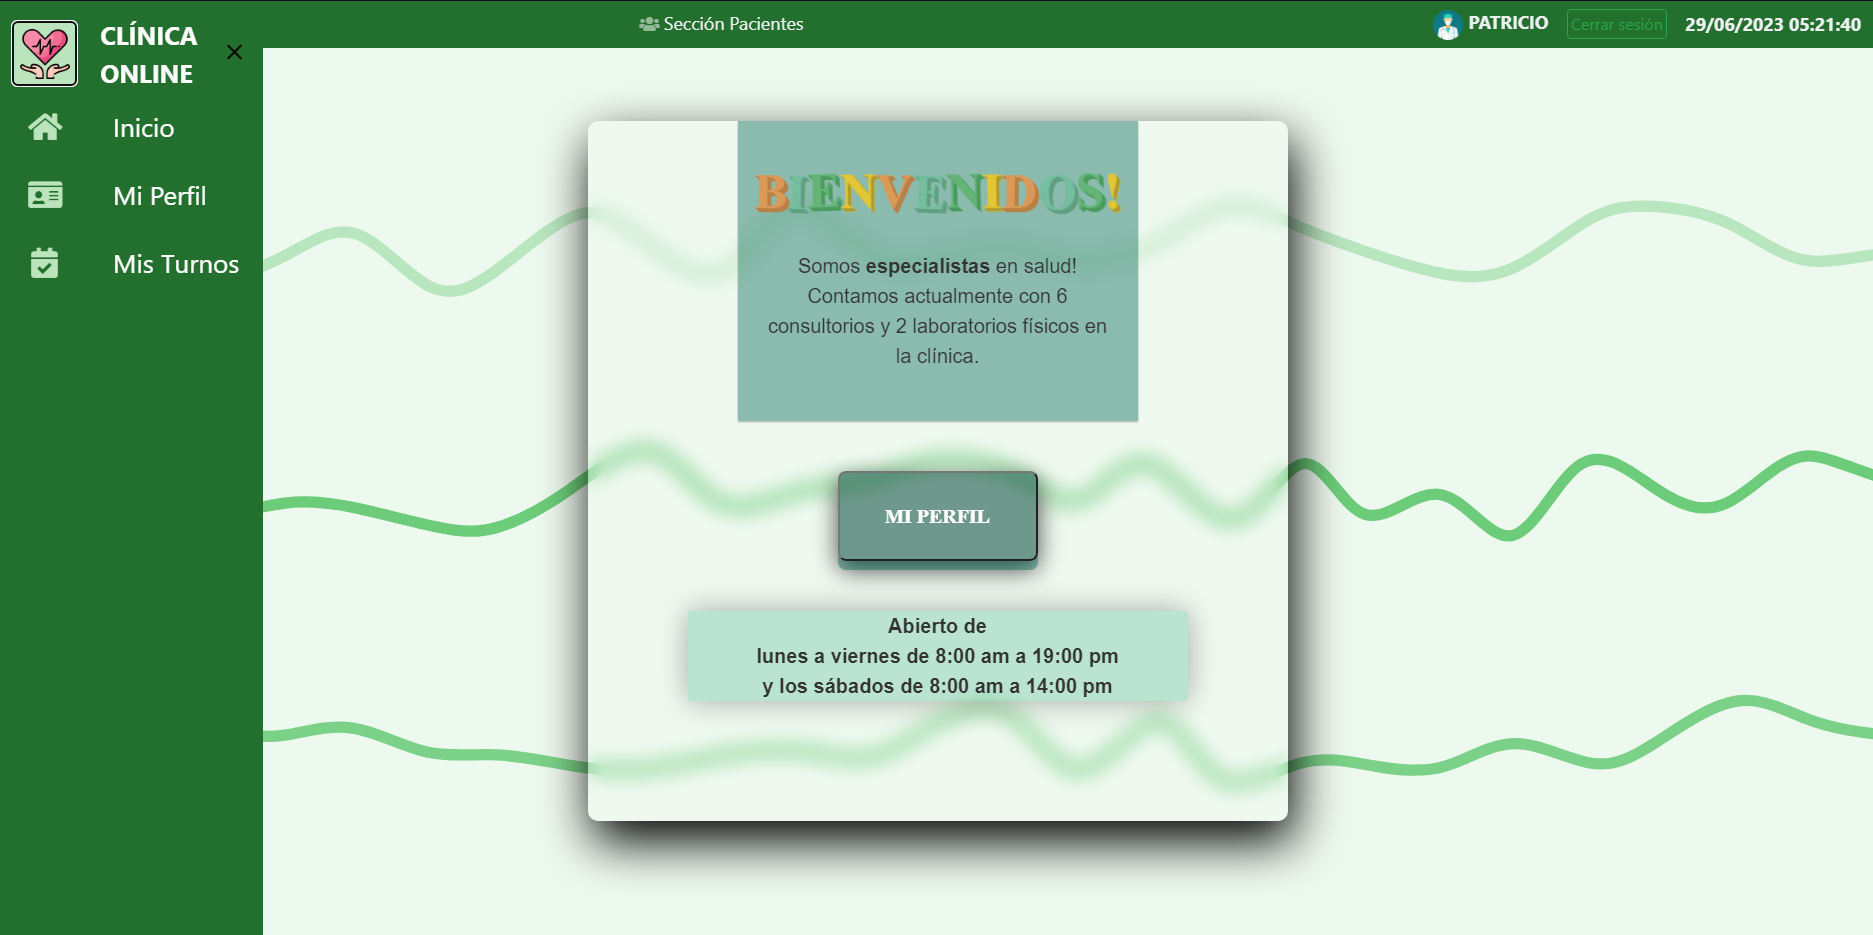 CLÍNICA
ONLINE
Sección Pacientes
PATRICIO
Cerrar sesión
29/06/2023 05:21:40
Inicio
Mi Perfil
Mis Turnos
BIENVENIDOS!
Somos especialistas en salud!
Contamos actualmente con 6
consultorios y 2 laboratorios físicos en
la clínica.
MI PERFIL
Abierto de
lunes a viernes de 8:00 am a 19:00 pm
y los sábados de 8:00 am a 14:00 pm